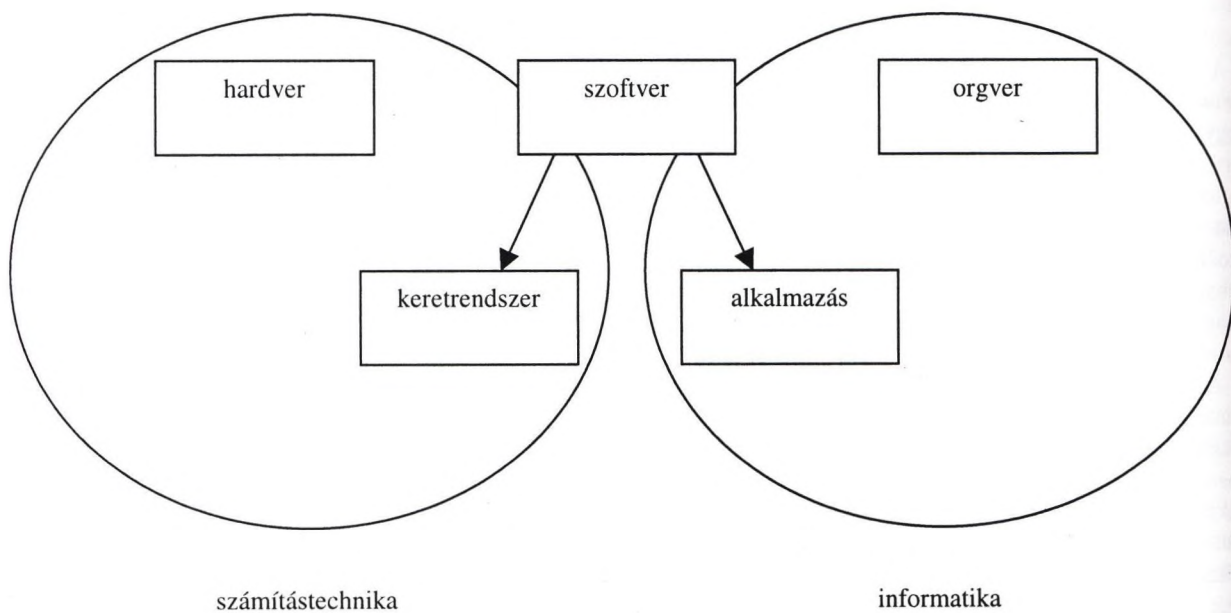 hardver
szoftver
orgver
keretrendszer
alkalmazás
számítástechnika
informatika